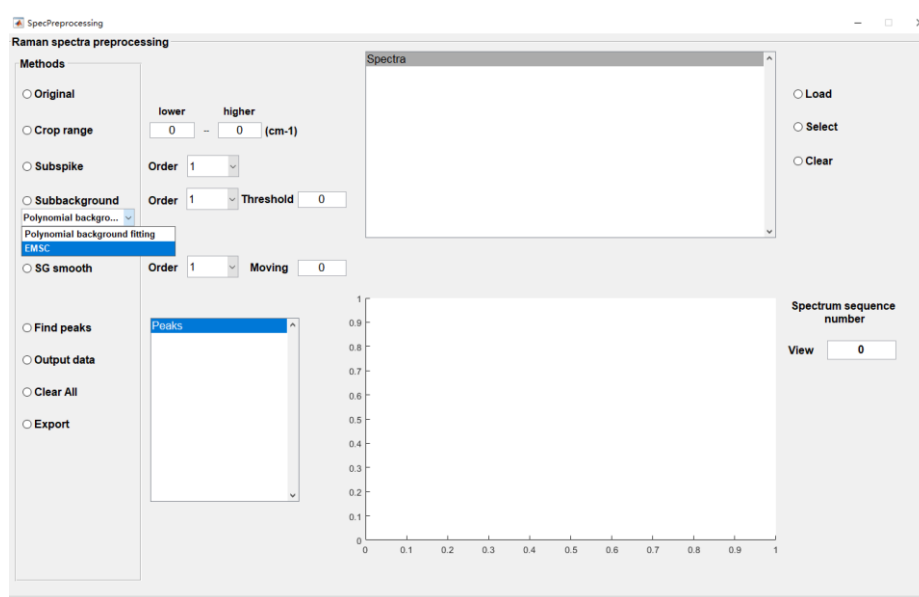 SpecPreprocessing
Raman spectra preprocessing
Methods
Spectra
Original
Load
lower higher
Crop range 0 – 0 (cm-1)
Select
Subspike Order 1
Clear
Subbackground Order 1 Threshold 0
Polynomial backgro...
Polynomial background fitting
EMSC
SG smooth Order 1 Moving 0
Find peaks
Output data
Clear All
Export
Peaks
1
0.9
0.8
0.7
0.6
0.5
0.4
0.3
0.2
0.1
0
0 0.1 0.2 0.3 0.4 0.5 0.6 0.7 0.8 0.9 1
Spectrum sequence
number
View 0